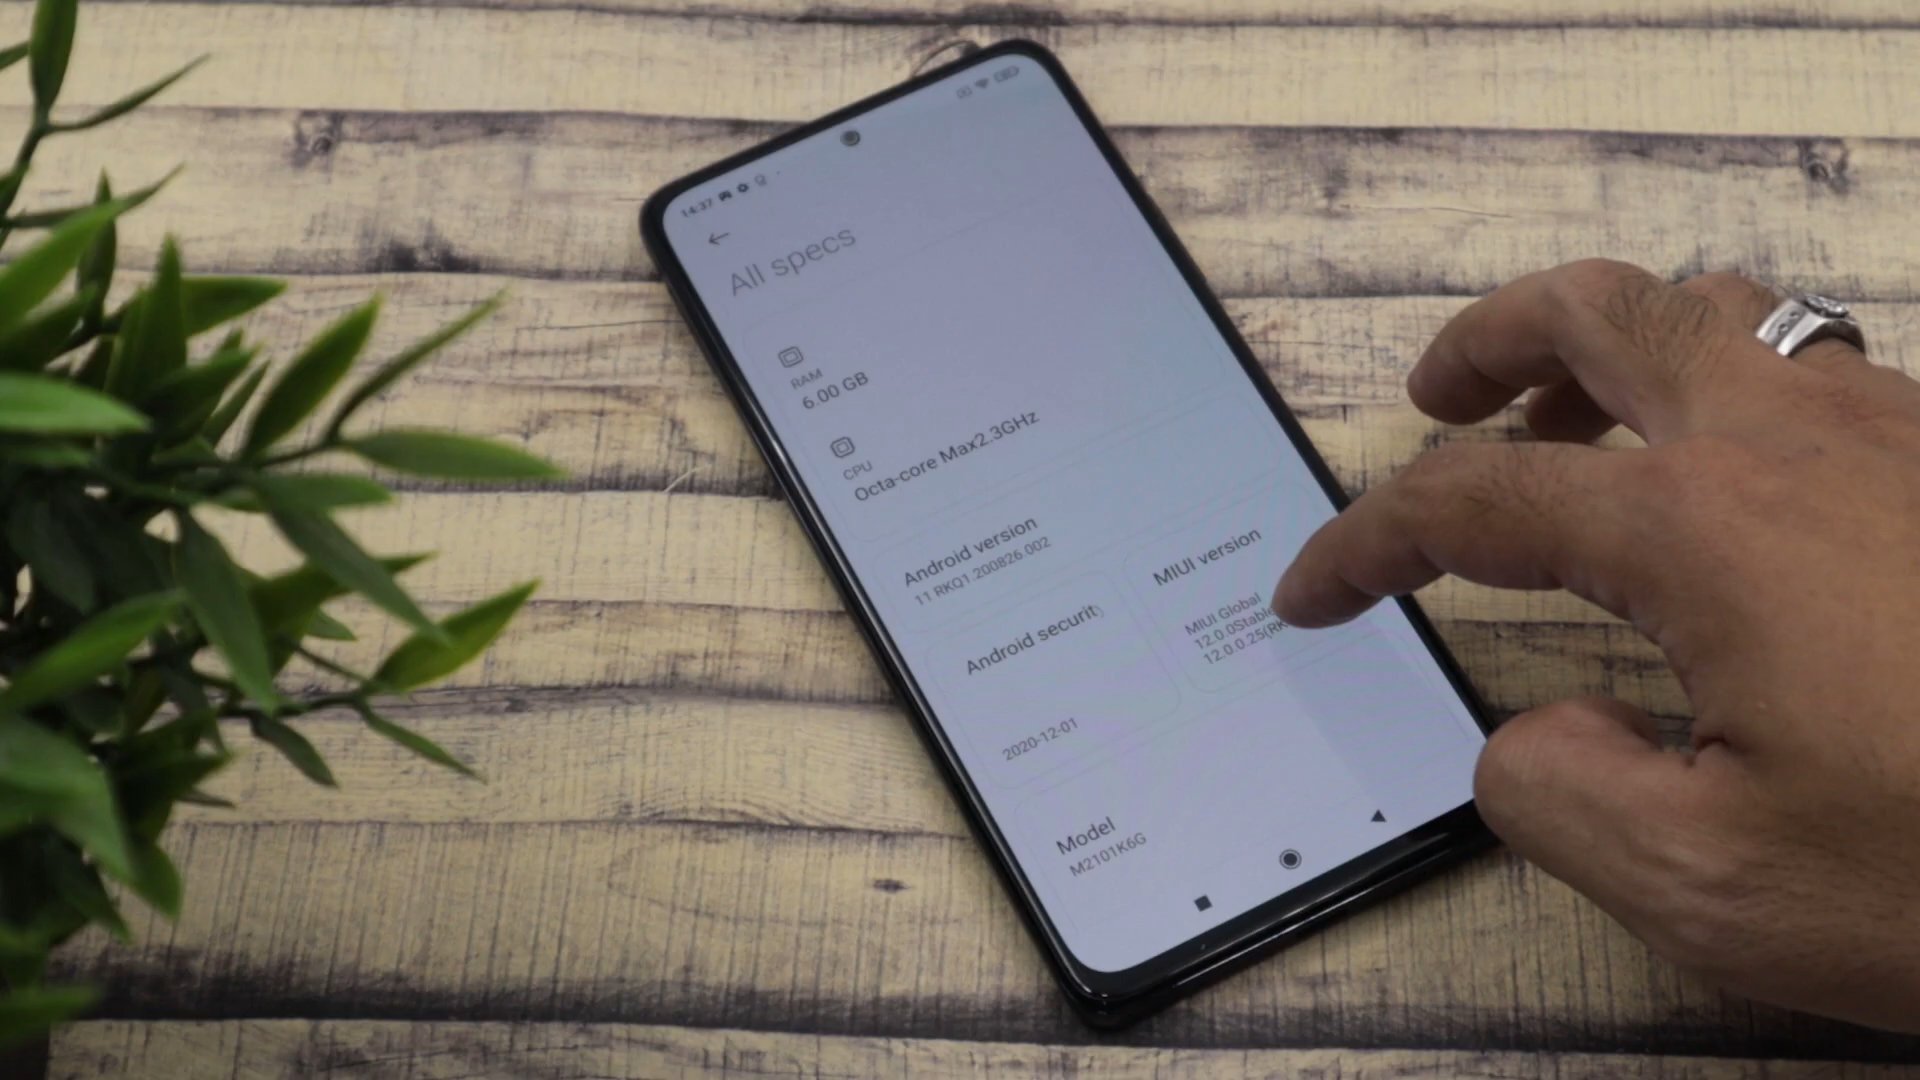 14:37
All specs
RAM
6.00 GB
CPU
Octa-core Max2.3GHz
Android version
11 RKQ1.200826.002
Android securit
2020-12-01
MIUI version
MIUI Global
12.0.0Stable
12.0.0.25(RK
Model
M2101K6G